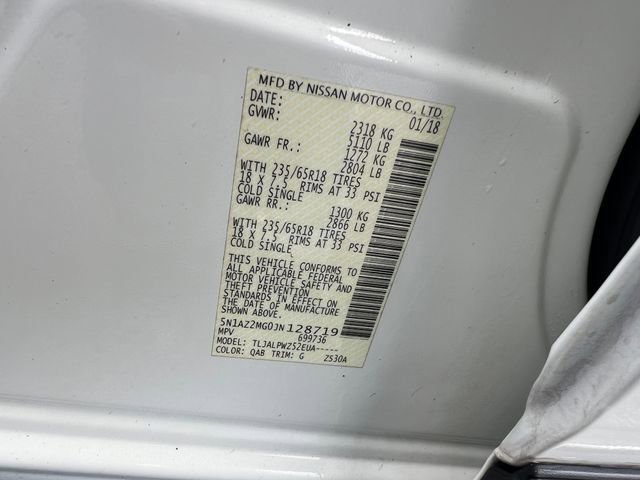 MFD BY NISSAN MOTOR CO., LTD.
DATE: 01/18
GVWR: 2318 KG
5110 LB
GAWR FR.: 1272 KG
2804 LB
WITH 235/65R18 TIRES
18 X 7.5 RIMS AT 33 PSI
COLD SINGLE
GAWR RR.: 1300 KG
2866 LB
WITH 235/65R18 TIRES
18 X 7.5 RIMS AT 33 PSI
COLD SINGLE
THIS VEHICLE CONFORMS TO
ALL APPLICABLE FEDERAL
MOTOR VEHICLE SAFETY AND
THEFT PREVENTION
STANDARDS IN EFFECT ON
THE DATE OF MANUFACTURE
SHOWN ABOVE.
5N1AZ2MG0JN128719
MPV 699736
MODEL: TLJALPWZ52EUA-----
COLOR: QAB TRIM: G Z530A